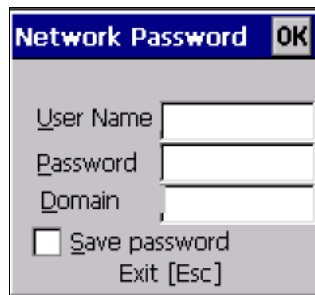 Network Password OK
User Name
Password
Domain
Save password
Exit [Esc]